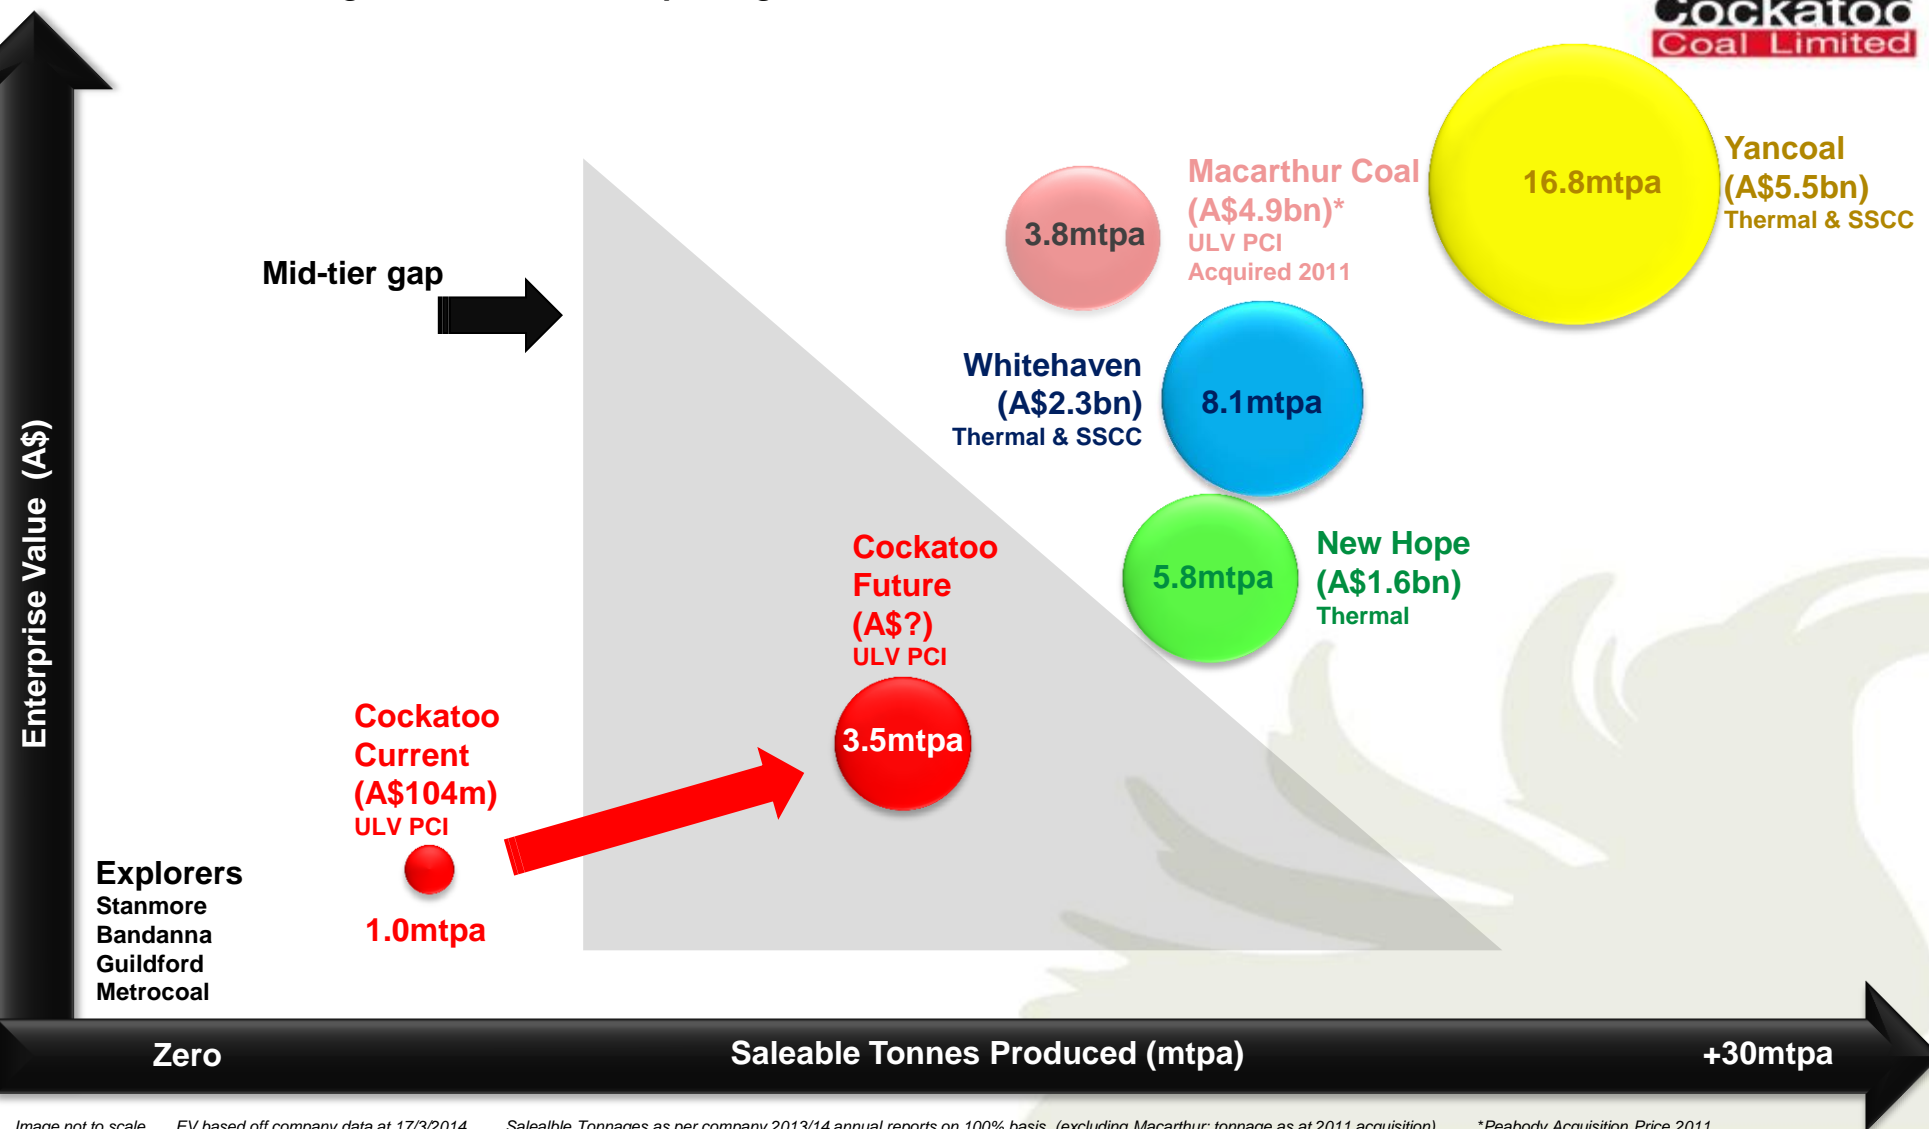 Cockatoo
Coal Limited
Yancoal
(A$5.5bn)
Thermal & SSCC
16.8mtpa
Macarthur Coal
(A$4.9bn)*
ULV PCI
Acquired 2011
3.8mtpa
Mid-tier gap
Whitehaven
(A$2.3bn)
Thermal & SSCC
8.1mtpa
New Hope
(A$1.6bn)
Thermal
5.8mtpa
Cockatoo
Future
(A$?)
ULV PCI
3.5mtpa
Cockatoo
Current
(A$104m)
ULV PCI
1.0mtpa
Explorers
Stanmore
Bandanna
Guildford
Metrocoal
Enterprise Value (A$)
Zero
Saleable Tonnes Produced (mtpa)
+30mtpa
Image not to scale EV based off company data at 17/3/2014 Salealble Tonnages as per company 2013/14 annual reports on 100% basis (excluding Macarthur: tonnage as at 2011 acquisition) *Peabody Acquisition Price 2011